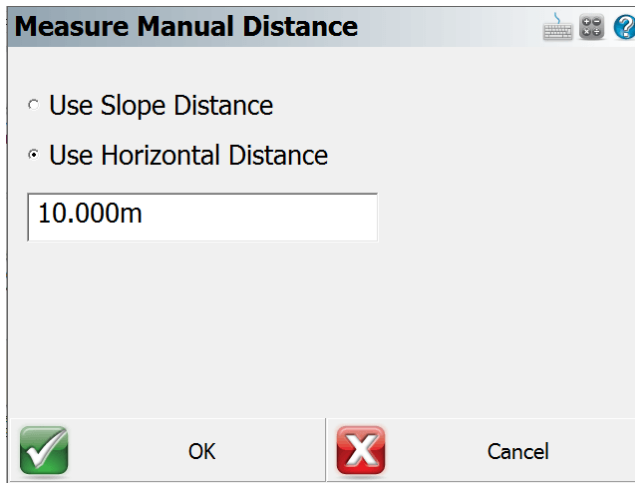 Measure Manual Distance
Use Slope Distance
Use Horizontal Distance
10.000m
OK
Cancel